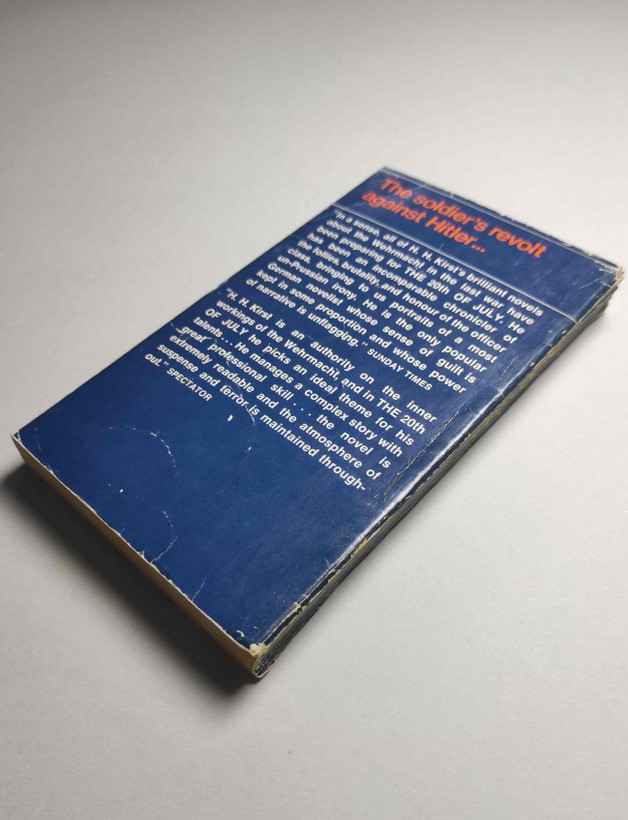 The soldier's revolt
against Hitler...
"In a sense, all of H. H. Kirst's brilliant novels
about the Wehrmacht in the last war have
been preparing for THE 20TH OF JULY. He
has been an incomparable chronicler of
the follies, brutality, and honour of the officer
class, bringing to us portraits of a most
un-Prussian irony. He is the only popular
German novelist whose sense of guilt is
kept in some proportion and whose power
of narrative is unflagging." SUNDAY TIMES
"H. H. Kirst is an authority on the inner
workings of the Wehrmacht, and in THE 20TH
OF JULY he picks an ideal theme for his
talents... He manages a complex story with
great professional skill... the novel is
extremely readable and the atmosphere of
suspense and terror is maintained through-
out." SPECTATOR